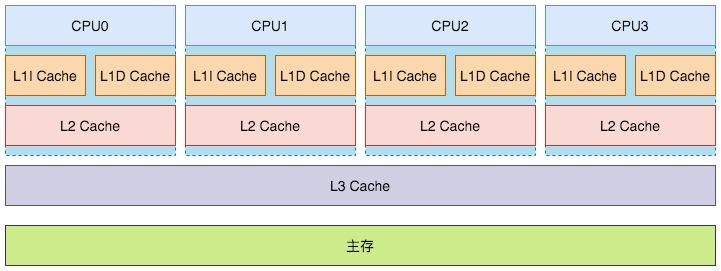 CPU0 CPU1 CPU2 CPU3
L1I Cache L1D Cache L1I Cache L1D Cache L1I Cache L1D Cache L1I Cache L1D Cache
L2 Cache L2 Cache L2 Cache L2 Cache
L3 Cache
主存